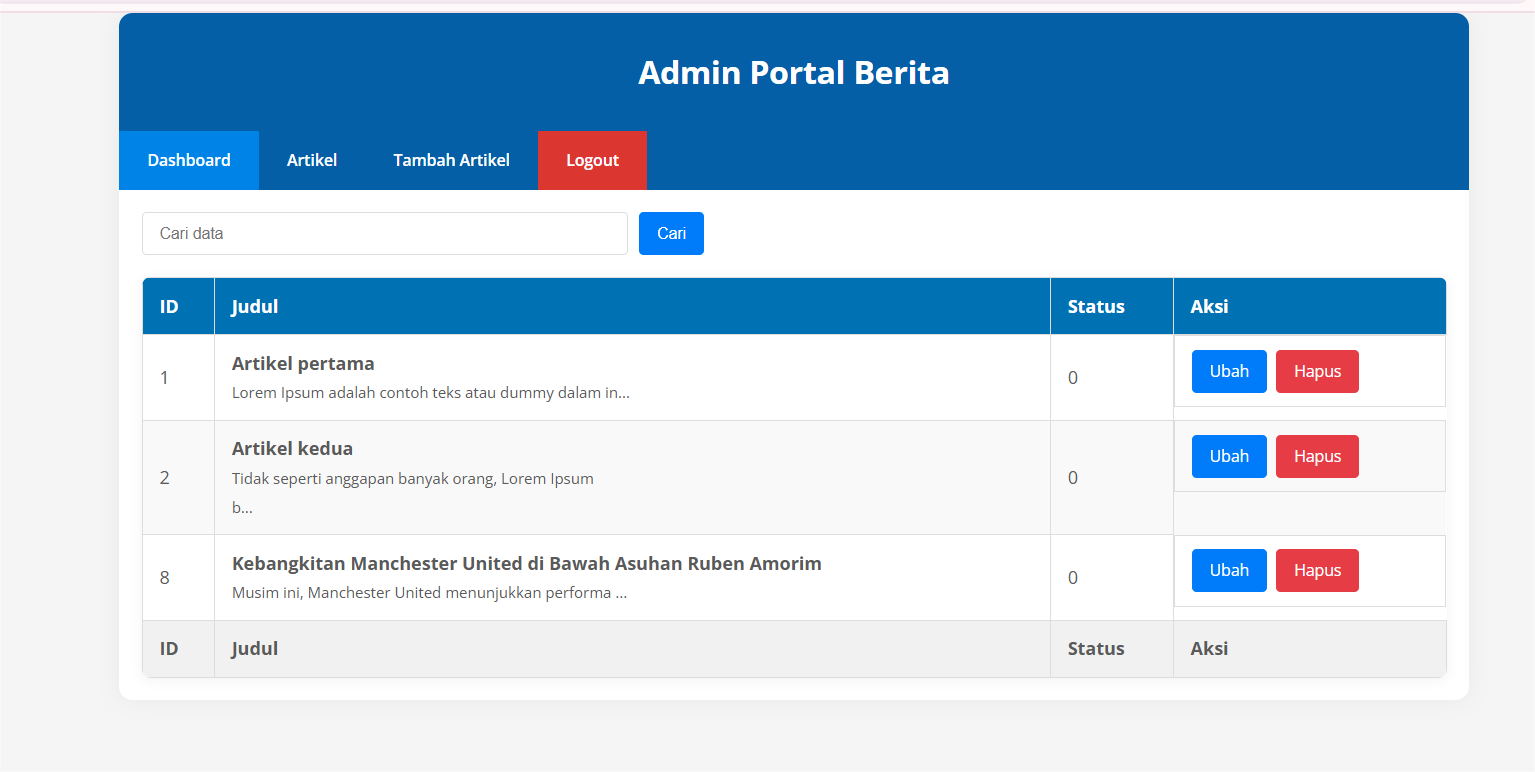 Admin Portal Berita
Dashboard Artikel Tambah Artikel Logout
Cari data Cari
ID Judul Status Aksi
Artikel pertama
1 0 Ubah Hapus
Lorem Ipsum adalah contoh teks atau dummy dalam in...
Artikel kedua
Ubah Hapus
2 Tidak seperti anggapan banyak orang, Lorem Ipsum 0
b...
Kebangkitan Manchester United di Bawah Asuhan Ruben Amorim
8 0 Ubah Hapus
Musim ini, Manchester United menunjukkan performa ...
ID Judul Status Aksi